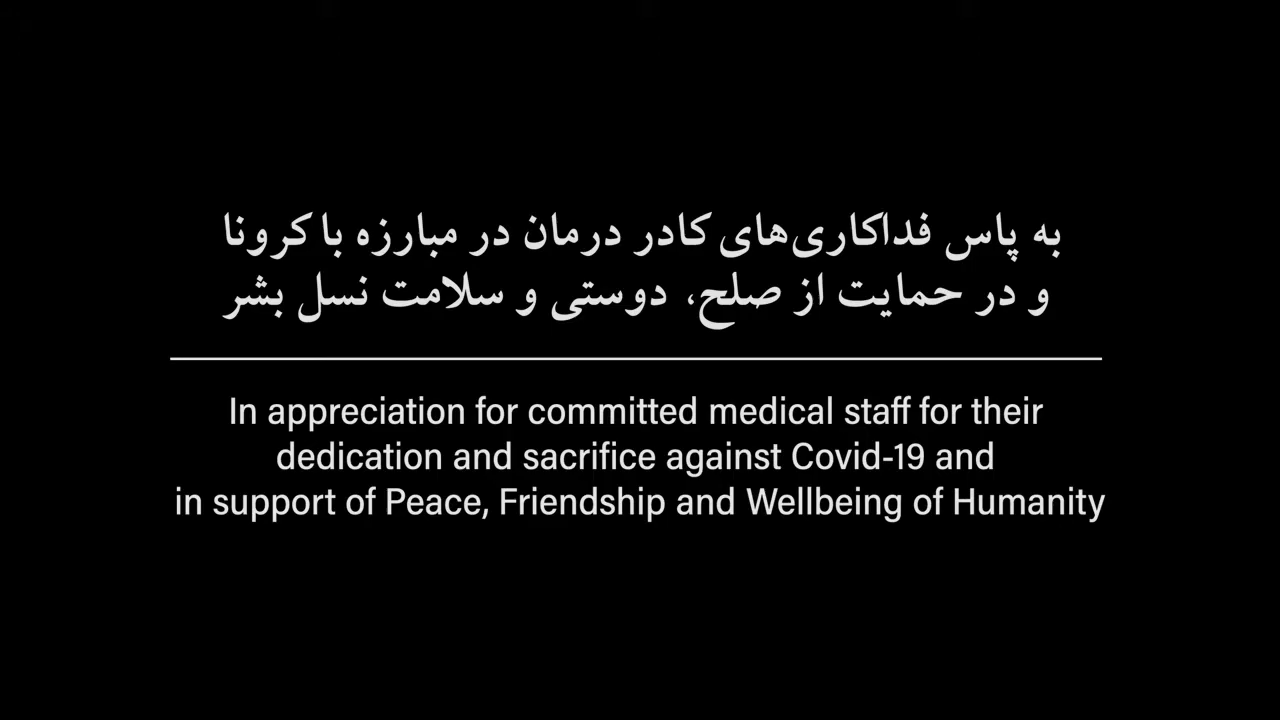 به پاس فداکاری‌های کادر درمان در مبارزه با کرونا
و در حمایت از صلح، دوستی و سلامت نسل بشر
In appreciation for committed medical staff for their
dedication and sacrifice against Covid-19 and
in support of Peace, Friendship and Wellbeing of Humanity